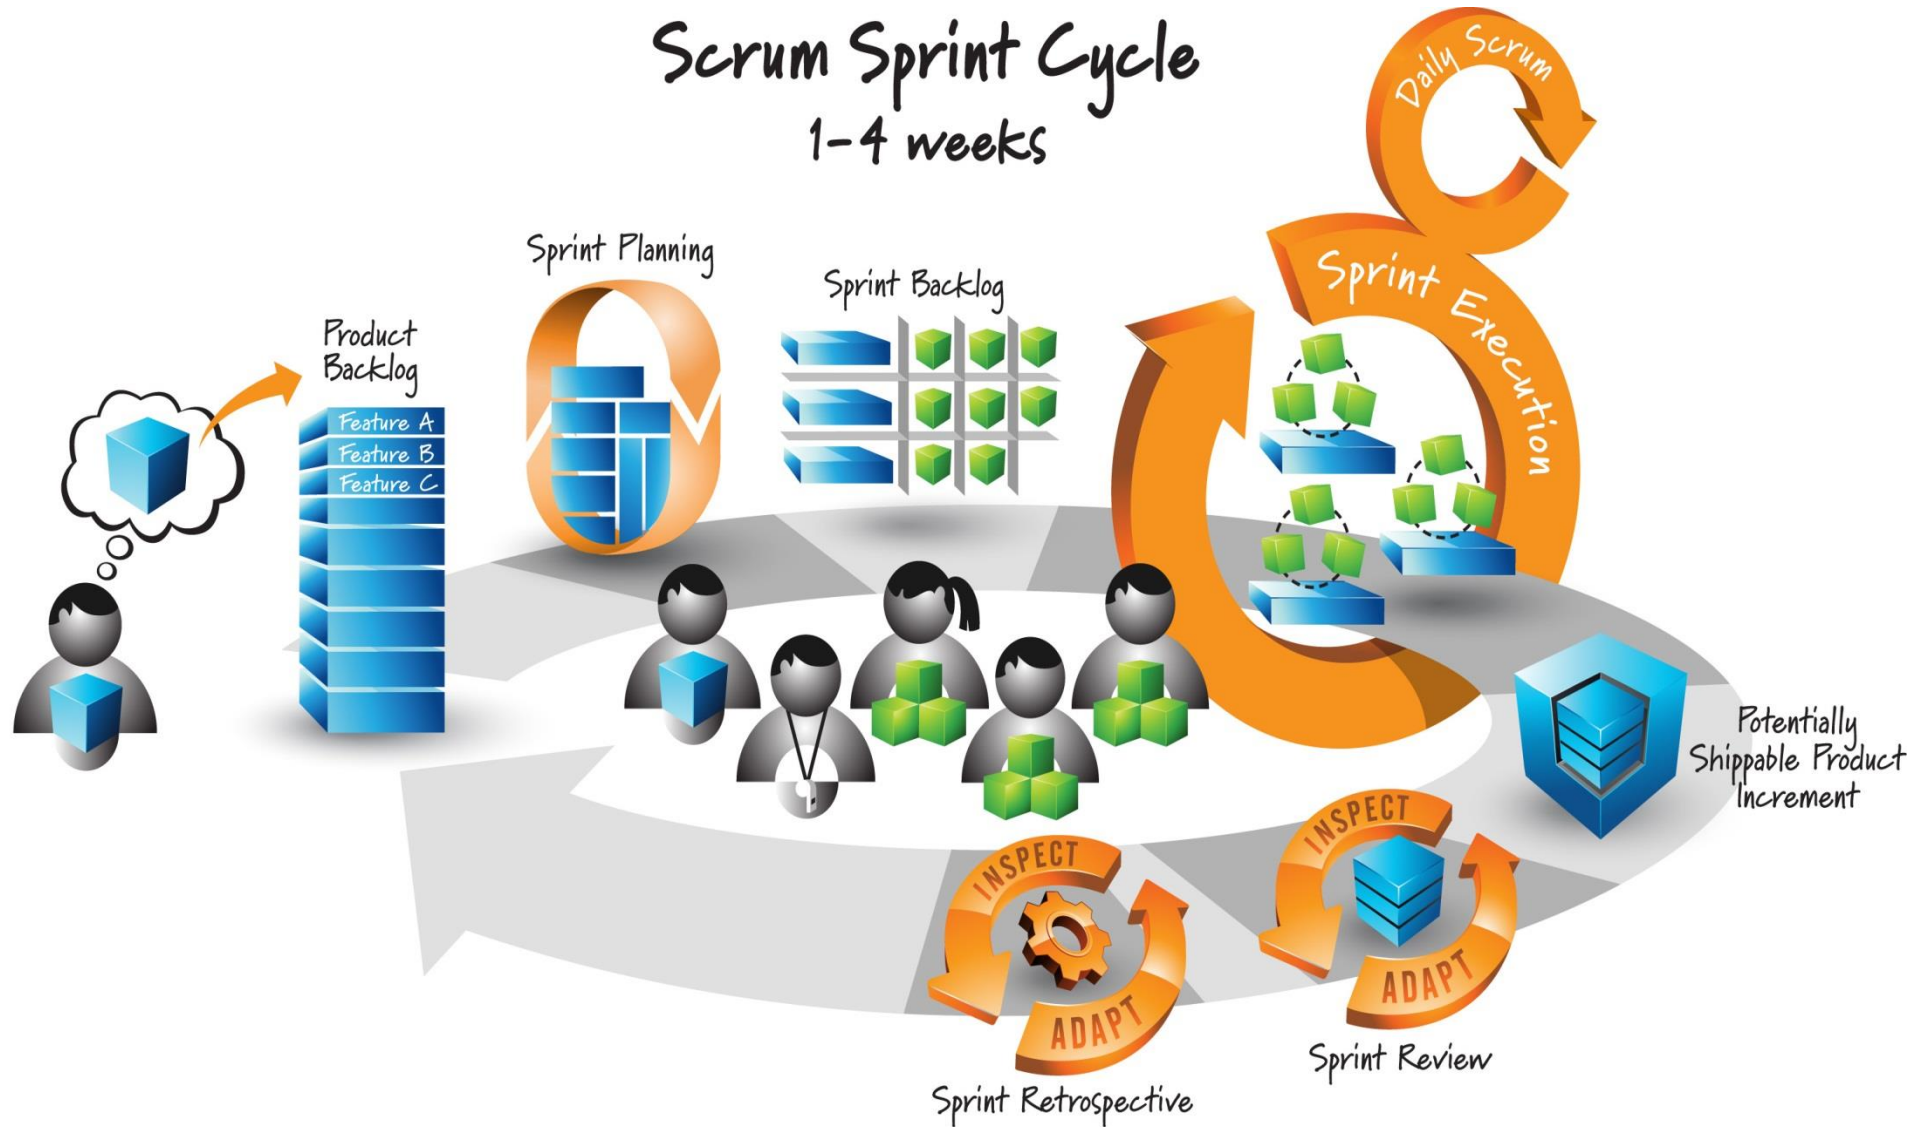 Scrum Sprint Cycle
1-4 weeks
Daily Scrum
Sprint Planning
Sprint Backlog
Sprint Execution
Product
Backlog
Feature A
Feature B
Feature C
Potentially
Shippable Product
Increment
INSPECT
ADAPT
Sprint Review
INSPECT
ADAPT
Sprint Retrospective